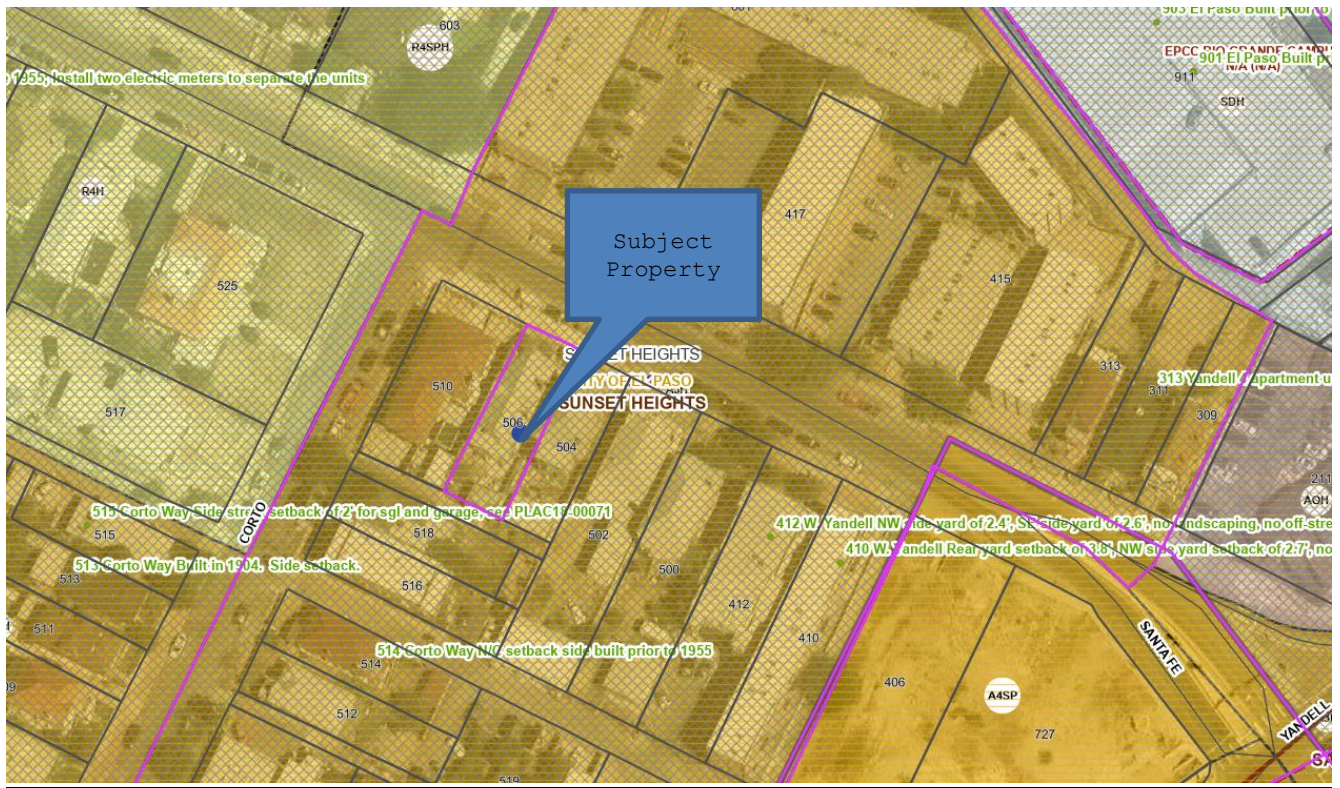 903 El Paso Built prior to
603
R4SPH
EPCC RIO GRANDE CAMPU
901 El Paso Built pr
N/A (N/A)
1955; Install two electric meters to separate the units
911
SDH
R4H
417
Subject
Property
415
525
SUNSET HEIGHTS
313
313 Yandell
apartment u
CITY OF EL PASO
510
311
SUNSET HEIGHTS
517
309
506
504
211
AOH
515 Corto Way Side street setback of 2' for sgl and garage, see PLAC18-00071
CORTO
412 W Yandell NW side yard of 2.4', SE side yard of 2.6', no landscaping, no off-stre
515
518
502
410 W. Yandell Rear yard setback of 3.8', NW side yard setback of 2.7', no
513 Corto Way Built in 1904. Side setback.
500
513
516
412
511
410
SANTA FE
514 Corto Way N/C setback side built prior to 1955
514
406
A4SP
09
512
YANDELL
727
519
SA